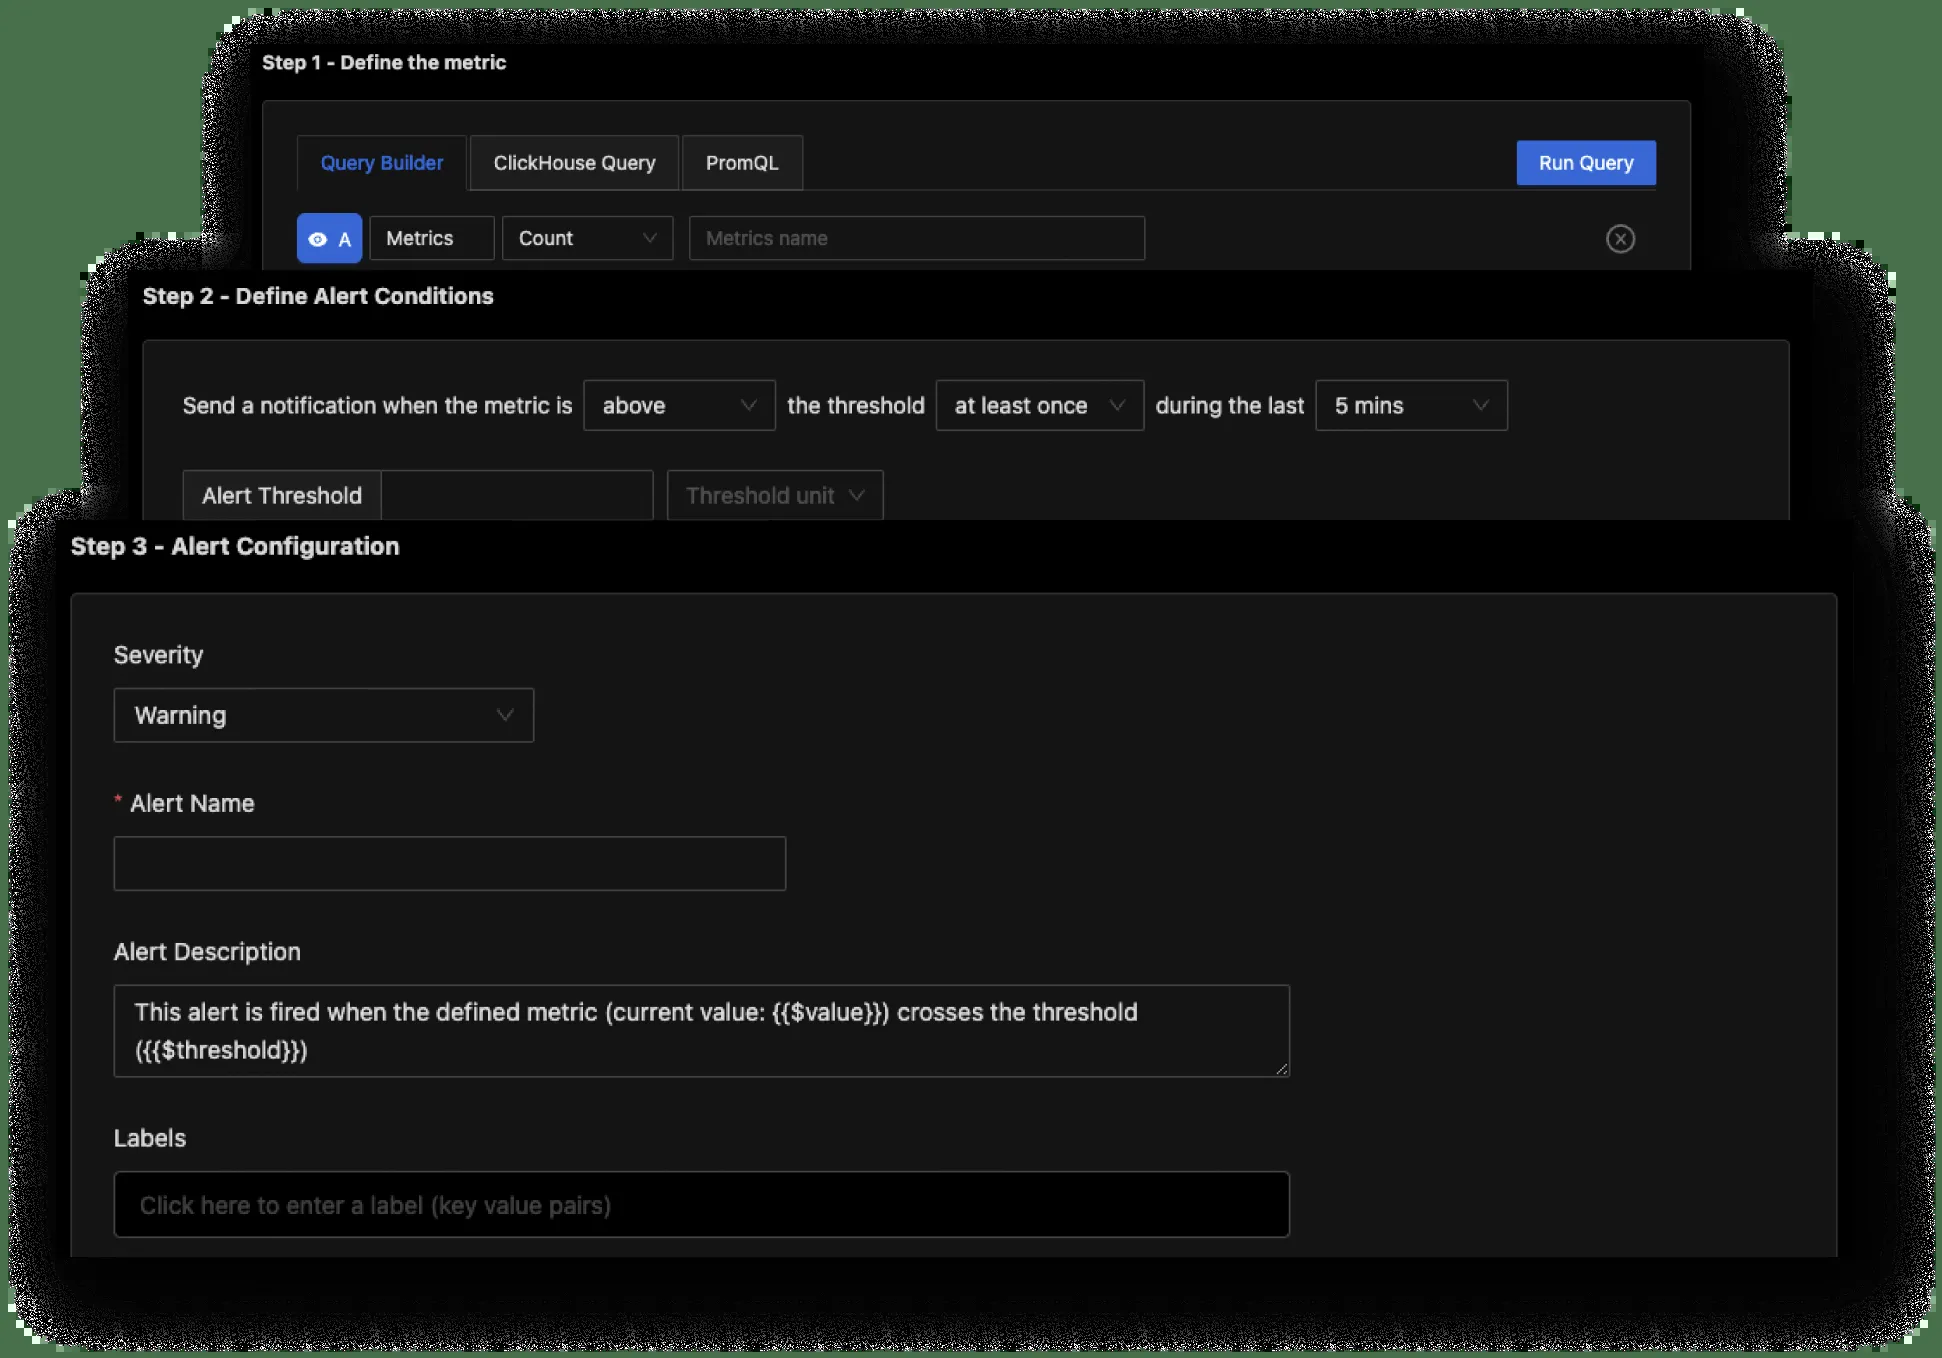 Step 1 - Define the metric
Query Builder ClickHouse Query PromQL Run Query
A Metrics Count Metrics name
Step 2 - Define Alert Conditions
Send a notification when the metric is above the threshold at least once during the last 5 mins
Alert Threshold Threshold unit
Step 3 - Alert Configuration
Severity
Warning
* Alert Name
Alert Description
This alert is fired when the defined metric (current value: {{$value}}) crosses the threshold
({{$threshold}})
Labels
Click here to enter a label (key value pairs)